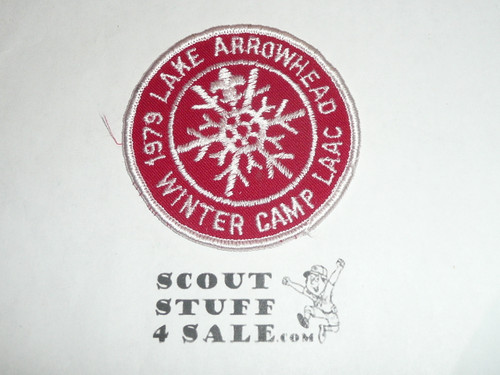 1979 LAKE ARROWHEAD
WINTER CAMP LAAC
SCOUT
STUFF
4 SALE.COM